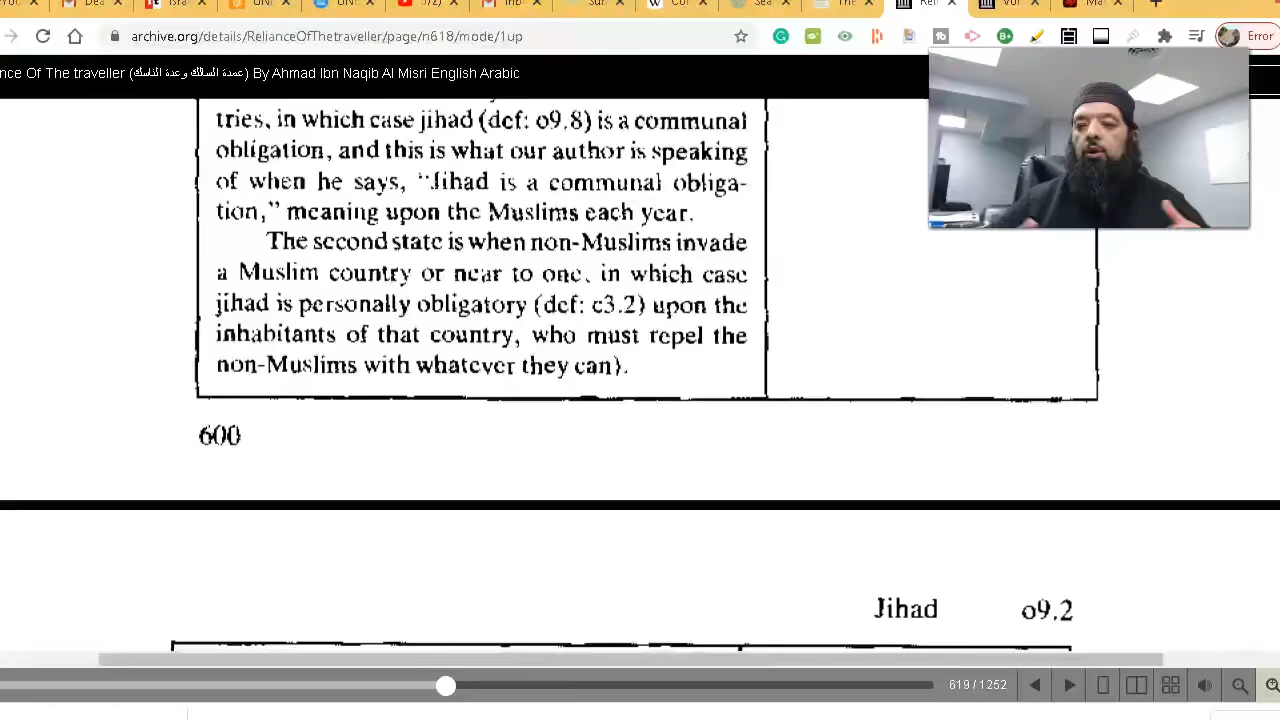 archive.org/details/RelianceOfThetraveller/page/n618/mode/1up
Error
nce Of The traveller (عمدة السالك وعدة الناسك) By Ahmad Ibn Naqib Al Misri English Arabic
tries, in which case jihad (def: o9.8) is a communal
obligation, and this is what our author is speaking
of when he says, "Jihad is a communal obliga-
tion," meaning upon the Muslims each year.
The second state is when non-Muslims invade
a Muslim country or near to one, in which case
jihad is personally obligatory (def: c3.2) upon the
inhabitants of that country, who must repel the
non-Muslims with whatever they can}.
600
Jihad o9.2
619 / 1252